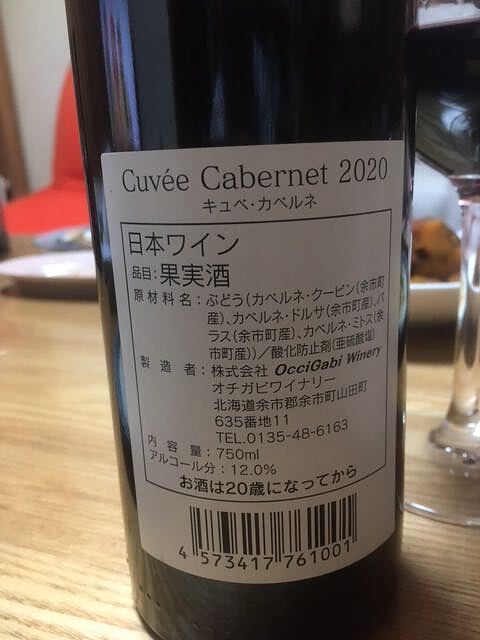 Cuvée Cabernet 2020
キュベ・カベルネ
日本ワイン
品目:果実酒
原材料名：ぶどう(カベルネ・クービン(余市町
産)、カベルネ・ドルサ(余市町産)、パ
ラス(余市町産)、カベルネ・ミトス(余
市町産))／酸化防止剤(亜硫酸塩)
製造者：株式会社 OcciGabi Winery
オチガビワイナリー
北海道余市郡余市町山田町
635番地11
TEL.0135-48-6163
内容量：750ml
アルコール分：12.0%
お酒は20歳になってから
4 573417 761001